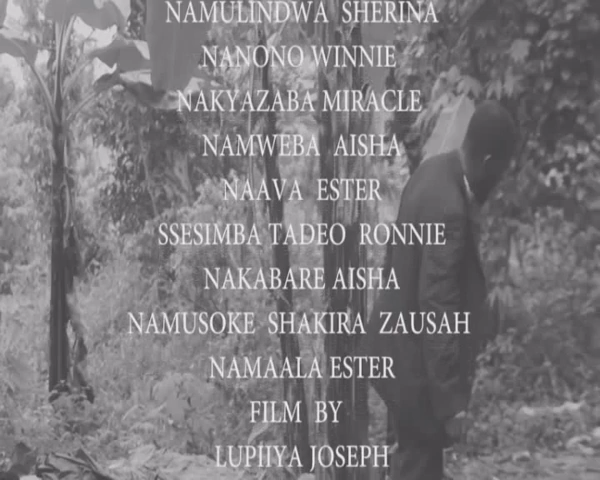 NAMULINDWA SHERINA
NANONO WINNIE
NAKYAZABA MIRACLE
NAMWEBA AISHA
NAAVA ESTER
SSESIMBA TADEO RONNIE
NAKABARE AISHA
NAMUSOKE SHAKIRA ZAUSAH
NAMAALA ESTER
FILM BY
LUPIIYA JOSEPH